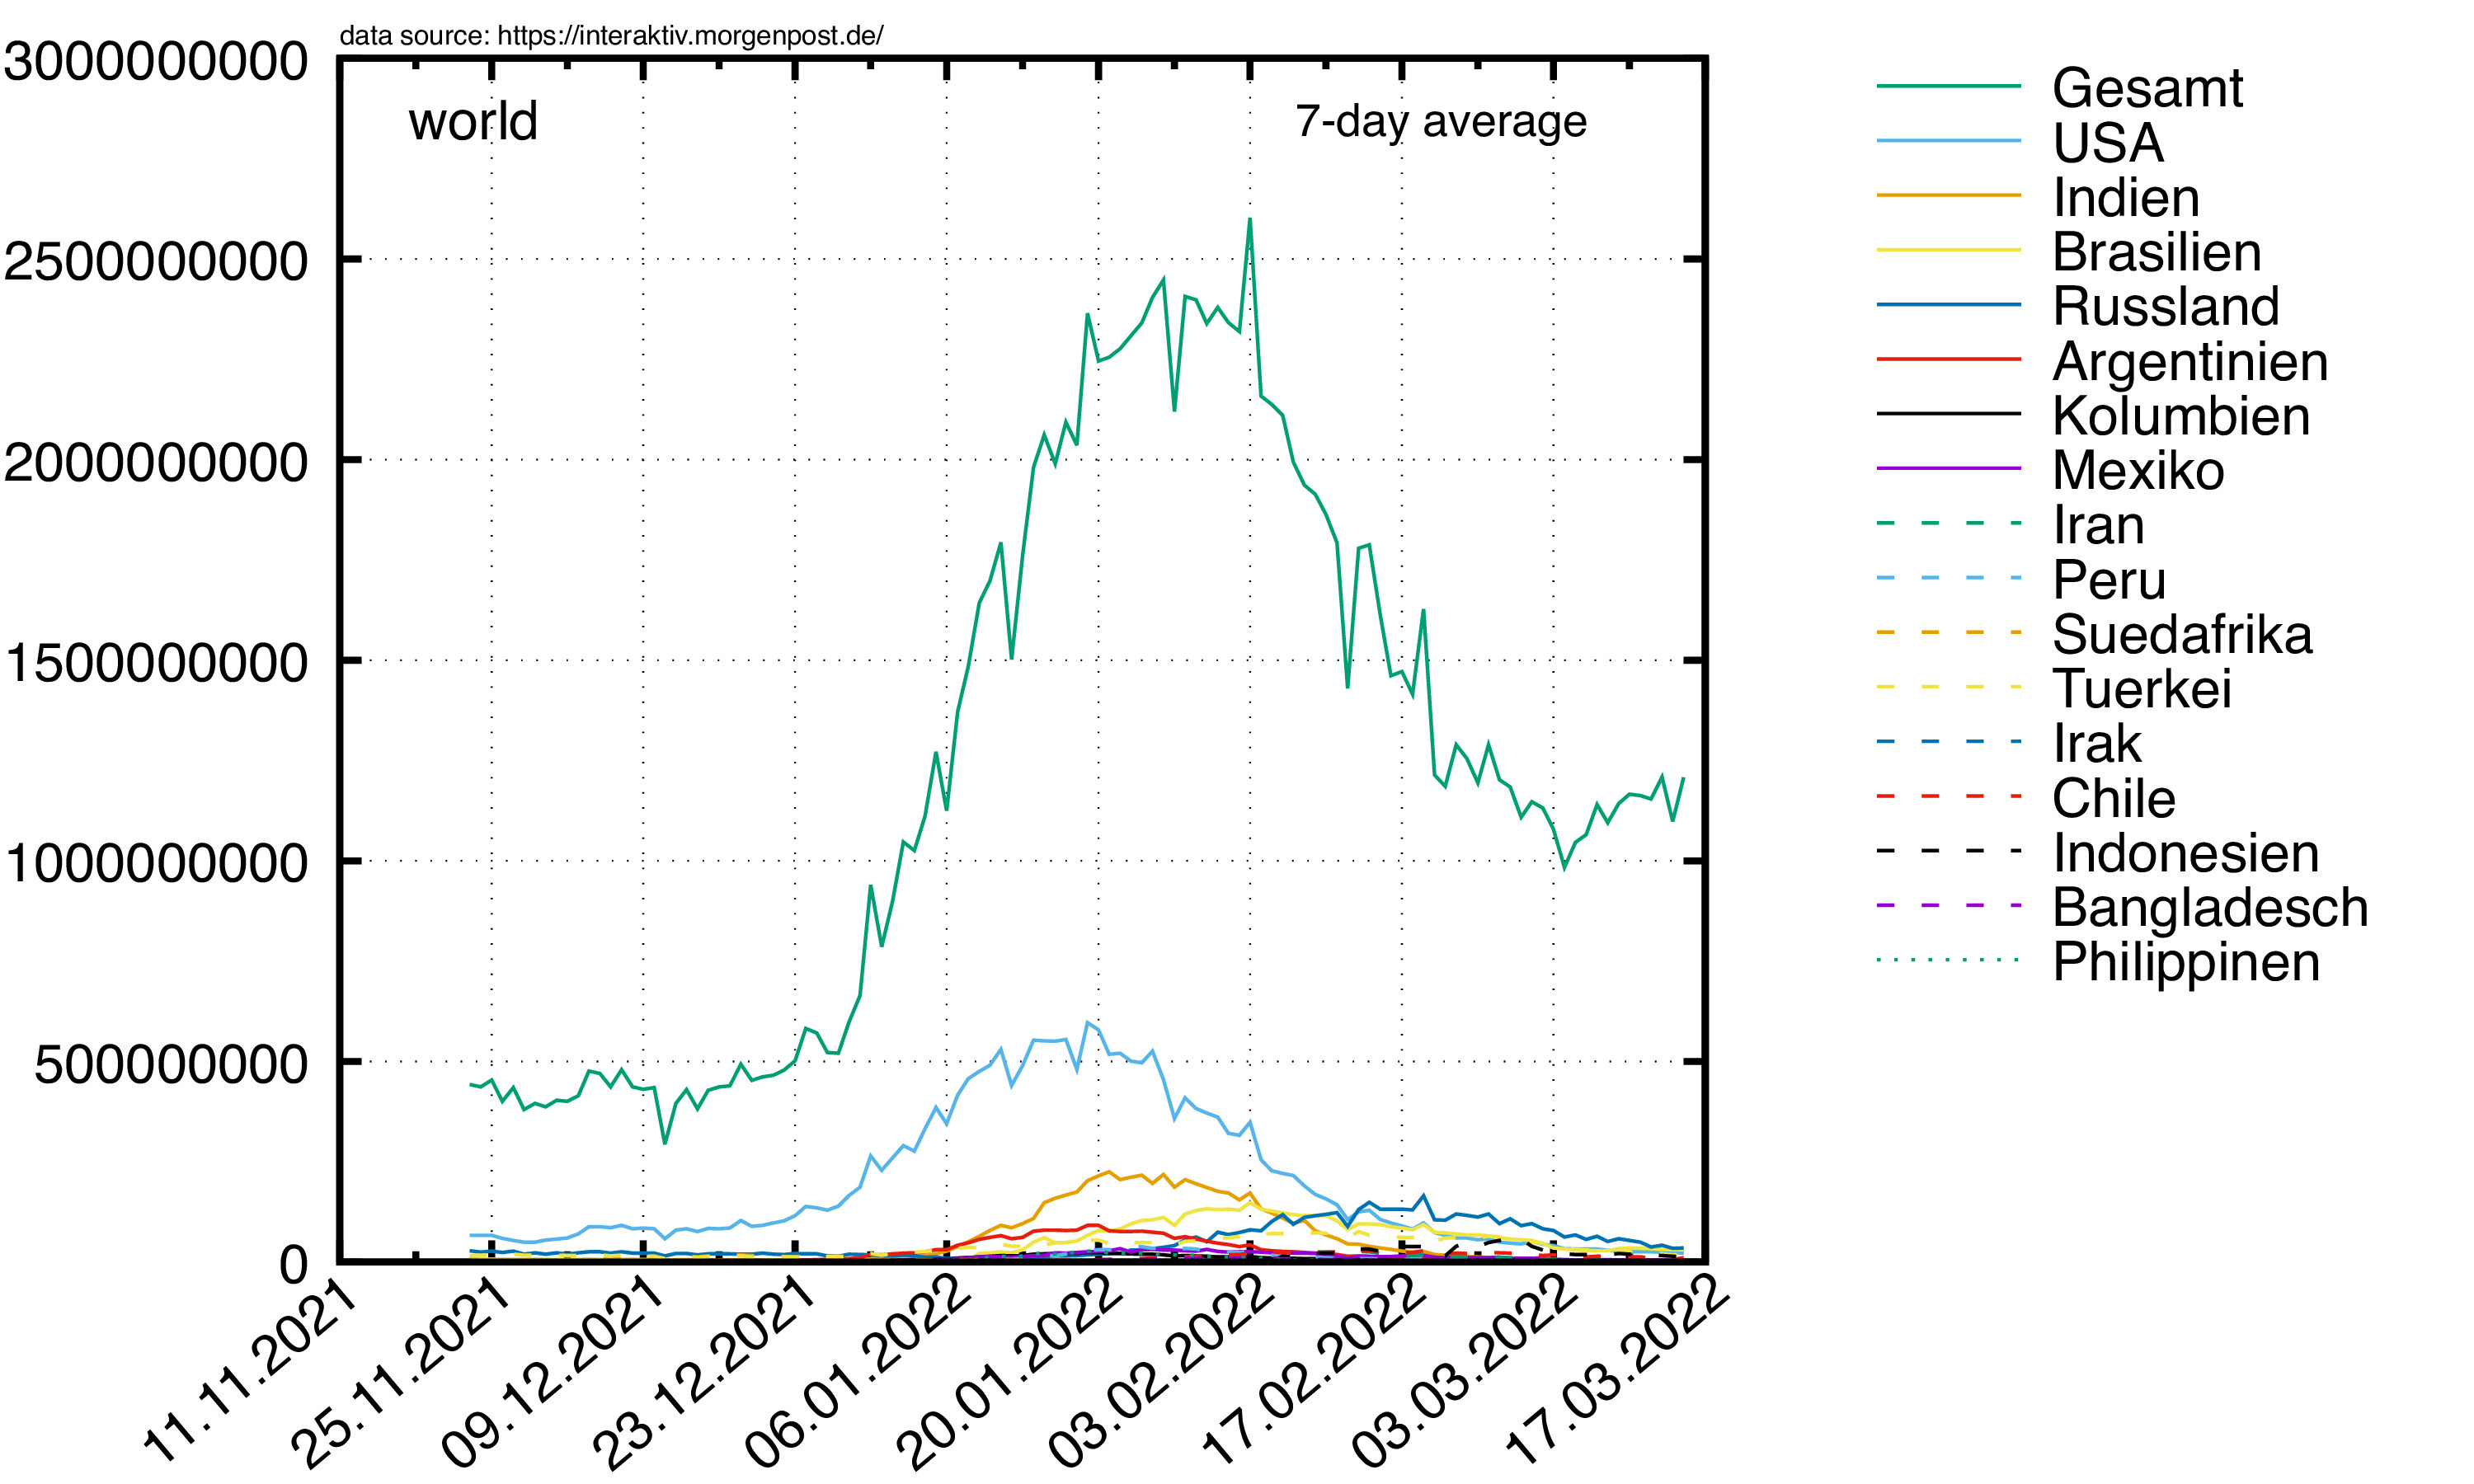 data source: https://interaktiv.morgenpost.de/
3000000000
2500000000
2000000000
1500000000
1000000000
500000000
0
world
7-day average
11.11.2021
25.11.2021
09.12.2021
23.12.2021
06.01.2022
20.01.2022
03.02.2022
17.02.2022
03.03.2022
17.03.2022
Gesamt
USA
Indien
Brasilien
Russland
Argentinien
Kolumbien
Mexiko
Iran
Peru
Suedafrika
Tuerkei
Irak
Chile
Indonesien
Bangladesch
Philippinen